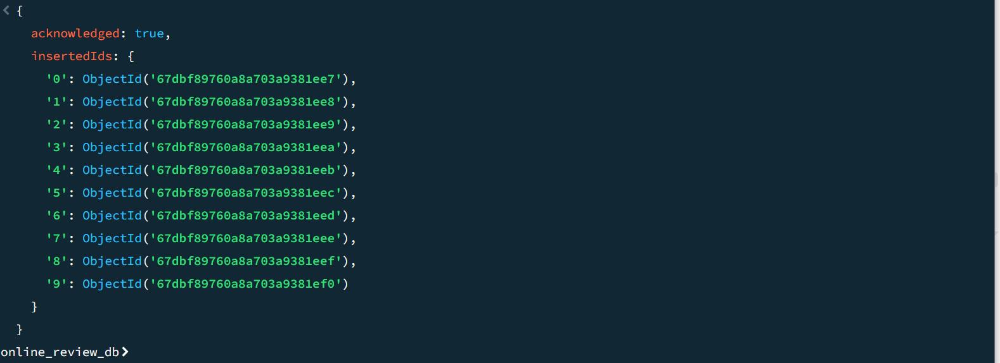 {
acknowledged: true,
insertedIds: {
'0': ObjectId('67dbf89760a8a703a9381ee7'),
'1': ObjectId('67dbf89760a8a703a9381ee8'),
'2': ObjectId('67dbf89760a8a703a9381ee9'),
'3': ObjectId('67dbf89760a8a703a9381eea'),
'4': ObjectId('67dbf89760a8a703a9381eeb'),
'5': ObjectId('67dbf89760a8a703a9381eec'),
'6': ObjectId('67dbf89760a8a703a9381eed'),
'7': ObjectId('67dbf89760a8a703a9381eee'),
'8': ObjectId('67dbf89760a8a703a9381eef'),
'9': ObjectId('67dbf89760a8a703a9381ef0')
}
}
online_review_db>